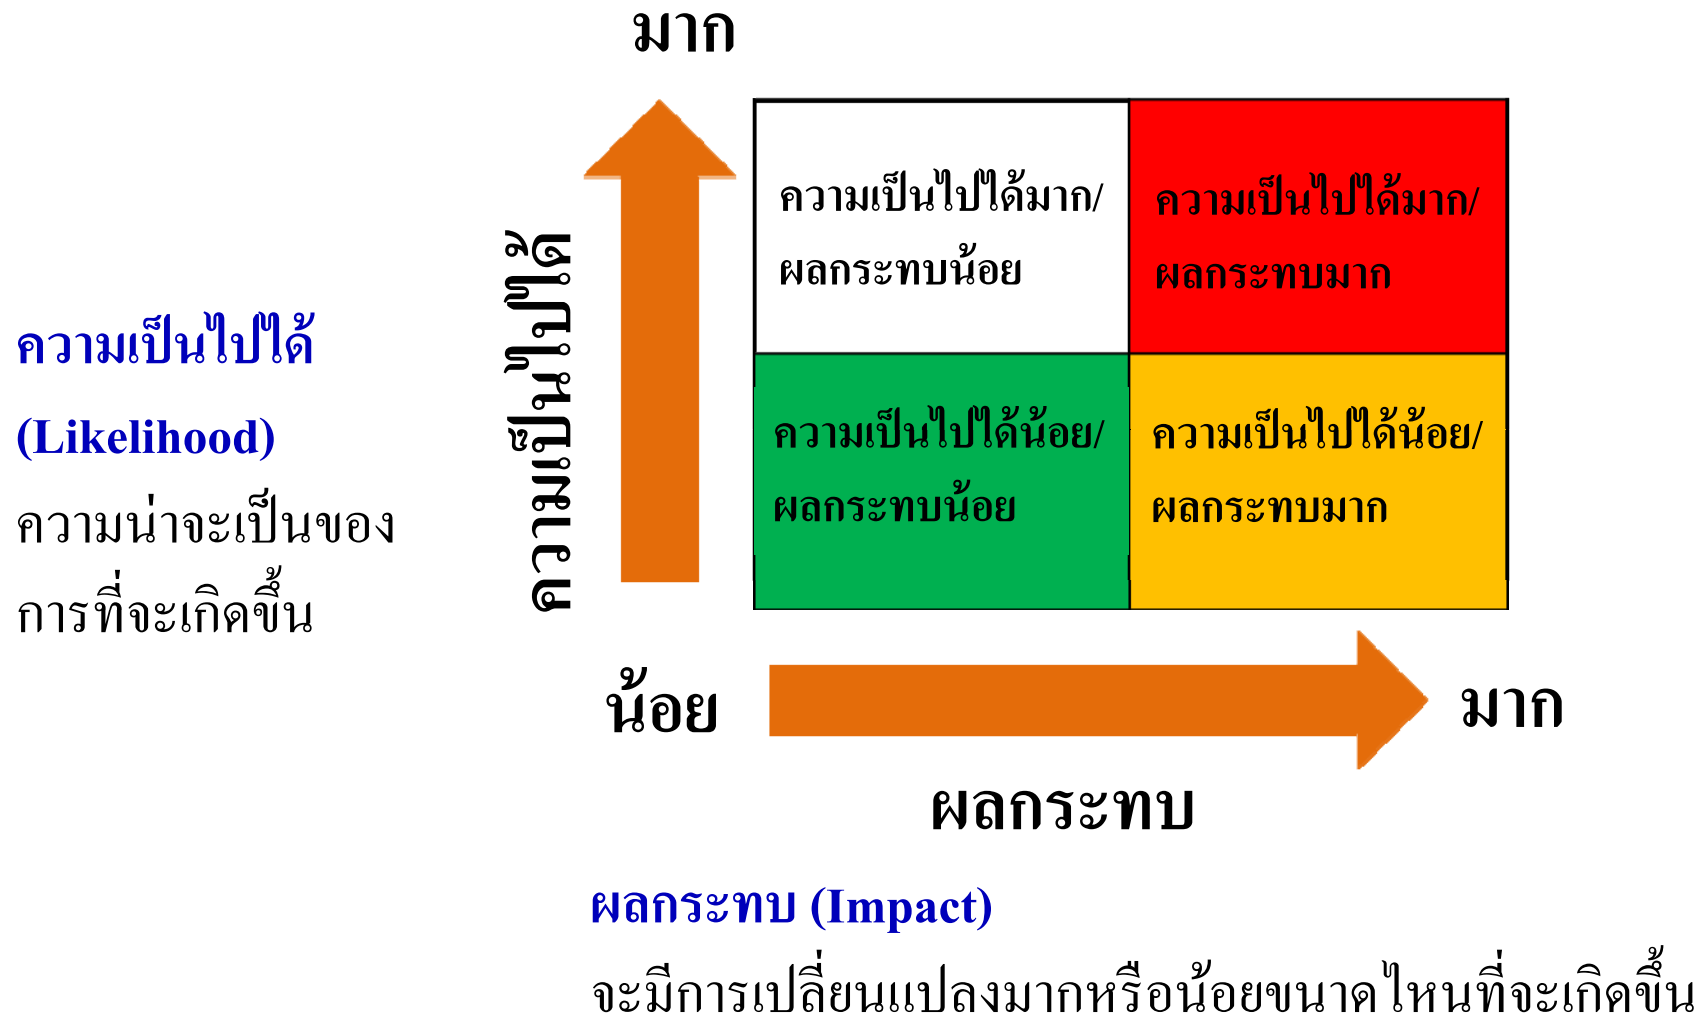 มาก
ความเป็นไปได้มาก/
ผลกระทบน้อย
ความเป็นไปได้มาก/
ผลกระทบมาก
ความเป็นไปได้
ความเป็นไปได้
(Likelihood)
ความน่าจะเป็นของ
การที่จะเกิดขึ้น
ความเป็นไปได้น้อย/
ผลกระทบน้อย
ความเป็นไปได้น้อย/
ผลกระทบมาก
น้อย
มาก
ผลกระทบ
ผลกระทบ (Impact)
จะมีการเปลี่ยนแปลงมากหรือน้อยขนาดไหนที่จะเกิดขึ้น